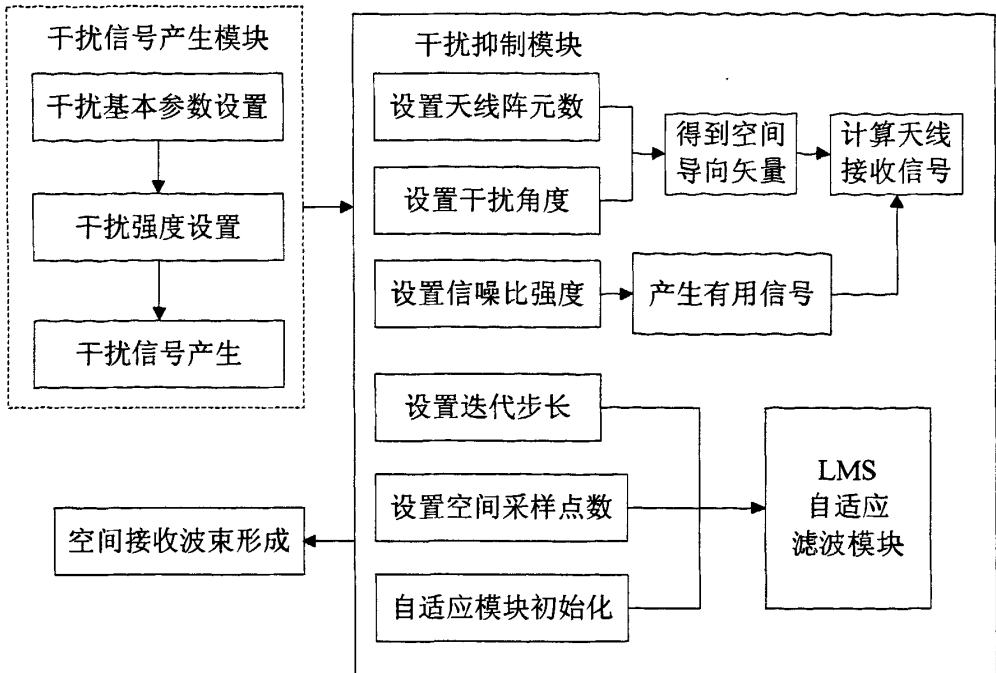 干扰信号产生模块
干扰基本参数设置
干扰强度设置
干扰信号产生
干扰抑制模块
设置天线阵元数
设置干扰角度
得到空间
导向矢量
计算天线
接收信号
设置信噪比强度
产生有用信号
设置迭代步长
设置空间采样点数
自适应模块初始化
LMS
自适应
滤波模块
空间接收波束形成